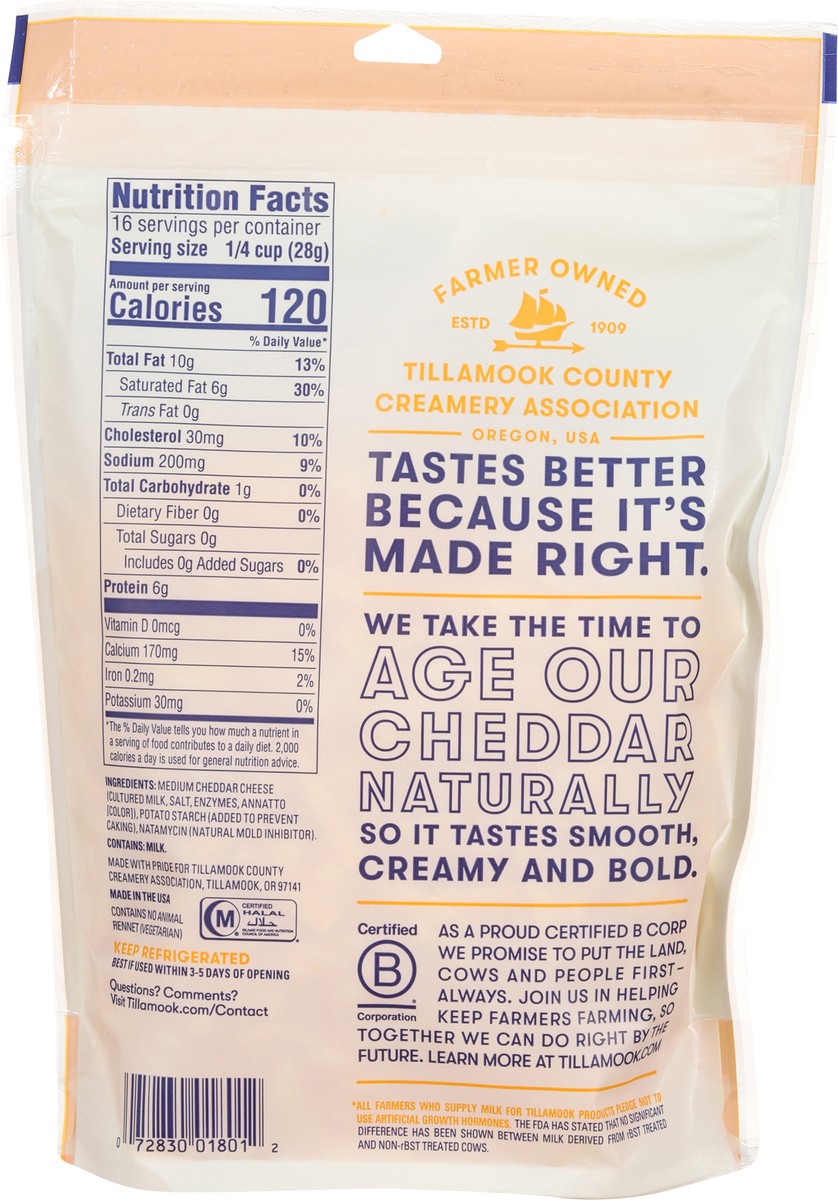 Nutrition Facts
16 servings per container
Serving size 1/4 cup (28g)
Amount per serving
Calories 120
% Daily Value*
Total Fat 10g 13%
Saturated Fat 6g 30%
Trans Fat 0g
Cholesterol 30mg 10%
Sodium 200mg 9%
Total Carbohydrate 1g 0%
Dietary Fiber 0g 0%
Total Sugars 0g
Includes 0g Added Sugars 0%
Protein 6g
Vitamin D 0mcg 0%
Calcium 170mg 15%
Iron 0.2mg 2%
Potassium 30mg 0%
*The % Daily Value tells you how much a nutrient in
a serving of food contributes to a daily diet. 2,000
calories a day is used for general nutrition advice.
INGREDIENTS: MEDIUM CHEDDAR CHEESE
(CULTURED MILK, SALT, ENZYMES, ANNATTO
[COLOR]), POTATO STARCH (ADDED TO PREVENT
CAKING), NATAMYCIN (NATURAL MOLD INHIBITOR).
CONTAINS: MILK.
MADE WITH PRIDE FOR TILLAMOOK COUNTY
CREAMERY ASSOCIATION, TILLAMOOK, OR 97141
MADE IN THE USA
CONTAINS NO ANIMAL
RENNET (VEGETARIAN)
M
CERTIFIED
HALAL
حلال
ISLAMIC FOOD AND NUTRITION
COUNCIL OF AMERICA
KEEP REFRIGERATED
BEST IF USED WITHIN 3-5 DAYS OF OPENING
Questions? Comments?
Visit Tillamook.com/Contact
0 72830 01801 2
FARMER OWNED
ESTD 1909
TILLAMOOK COUNTY
CREAMERY ASSOCIATION
OREGON, USA
TASTES BETTER
BECAUSE IT'S
MADE RIGHT.
WE TAKE THE TIME TO
AGE OUR
CHEDDAR
NATURALLY
SO IT TASTES SMOOTH,
CREAMY AND BOLD.
Certified
B
Corporation
AS A PROUD CERTIFIED B CORP
WE PROMISE TO PUT THE LAND,
COWS AND PEOPLE FIRST–
ALWAYS. JOIN US IN HELPING
KEEP FARMERS FARMING, SO
TOGETHER WE CAN DO RIGHT BY THE
FUTURE. LEARN MORE AT TILLAMOOK.COM
*ALL FARMERS WHO SUPPLY MILK FOR TILLAMOOK PRODUCTS PLEDGE NOT TO
USE ARTIFICIAL GROWTH HORMONES. THE FDA HAS STATED THAT NO SIGNIFICANT
DIFFERENCE HAS BEEN SHOWN BETWEEN MILK DERIVED FROM rBST TREATED
AND NON-rBST TREATED COWS.